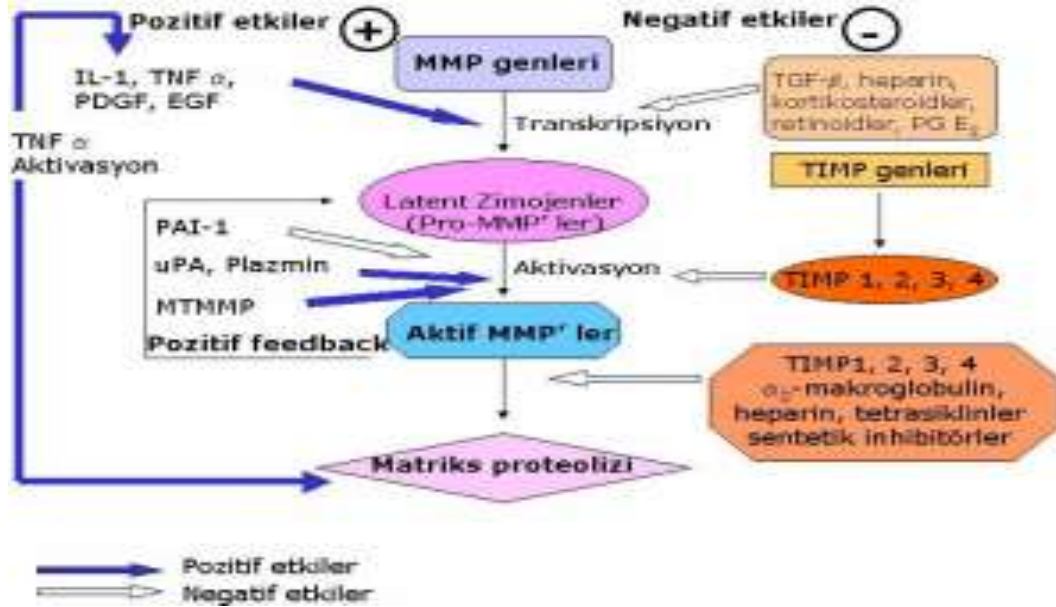 Pozitif etkiler
+
Negatif etkiler
-
MMP genleri
IL-1, TNF α,
PDGF, EGF
TGF-β, heparin,
kortikosteroidler,
retinoidler, PG E₂
Transkripsiyon
TNF α
Aktivasyon
TIMP genleri
Latent Zimojenler
(Pro-MMP' ler)
PAI-1
uPA, Plazmin
MTMMP
Pozitif feedback
Aktivasyon
TIMP 1, 2, 3, 4
Aktif MMP' ler
TIMP1, 2, 3, 4
α₂-makroglobulin,
heparin, tetrasiklinler
sentetik inhibitörler
Matriks proteolizi
Pozitif etkiler
Negatif etkiler